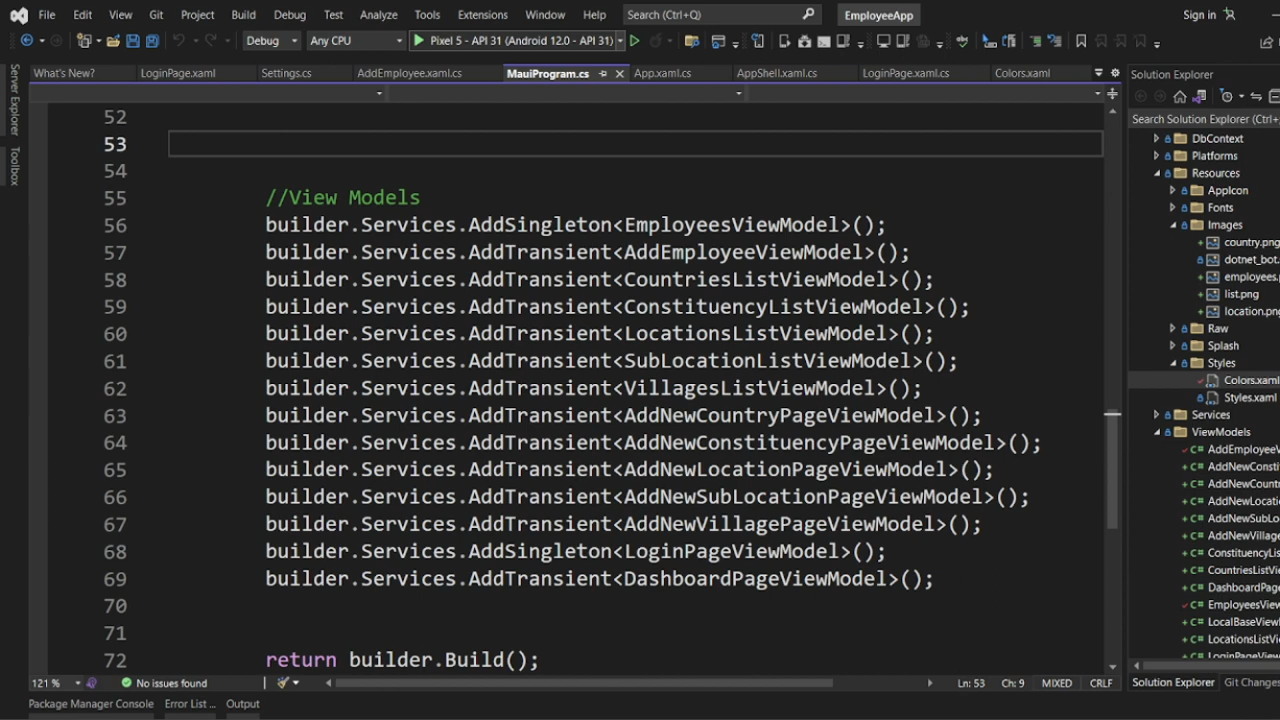 File Edit View Git Project Build Debug Test Analyze Tools Extensions Window Help Search (Ctrl+Q) EmployeeApp Sign in
Debug Any CPU Pixel 5 - API 31 (Android 12.0 - API 31)
What's New? LoginPage.xaml Settings.cs AddEmployee.xaml.cs MauiProgram.cs App.xaml.cs AppShell.xaml.cs LoginPage.xaml.cs Colors.xaml
Server Explorer
Toolbox
52
53
54
55 //View Models
56 builder.Services.AddSingleton<EmployeesViewModel>();
57 builder.Services.AddTransient<AddEmployeeViewModel>();
58 builder.Services.AddTransient<CountriesListViewModel>();
59 builder.Services.AddTransient<ConstituencyListViewModel>();
60 builder.Services.AddTransient<LocationsListViewModel>();
61 builder.Services.AddTransient<SubLocationListViewModel>();
62 builder.Services.AddTransient<VillagesListViewModel>();
63 builder.Services.AddTransient<AddNewCountryPageViewModel>();
64 builder.Services.AddTransient<AddNewConstituencyPageViewModel>();
65 builder.Services.AddTransient<AddNewLocationPageViewModel>();
66 builder.Services.AddTransient<AddNewSubLocationPageViewModel>();
67 builder.Services.AddTransient<AddNewVillagePageViewModel>();
68 builder.Services.AddSingleton<LoginPageViewModel>();
69 builder.Services.AddTransient<DashboardPageViewModel>();
70
71
72 return builder.Build();
121 % No issues found Ln: 53 Ch: 9 MIXED CRLF
Package Manager Console Error List ... Output
Solution Explorer
Search Solution Explorer (Ctrl+;
DbContext
Platforms
Resources
AppIcon
Fonts
Images
country.png
dotnet_bot.
employees.p
list.png
location.png
Raw
Splash
Styles
Colors.xaml
Styles.xaml
Services
ViewModels
C# AddEmployeeV
C# AddNewConsti
C# AddNewCount
C# AddNewLocatio
C# AddNewSubLo
C# AddNewVillage
C# ConstituencyLis
C# CountriesListVi
C# DashboardPage
C# EmployeesView
C# LocalBaseViewM
C# LocationsListVi
C# LoginPageView
Solution Explorer Git Changes